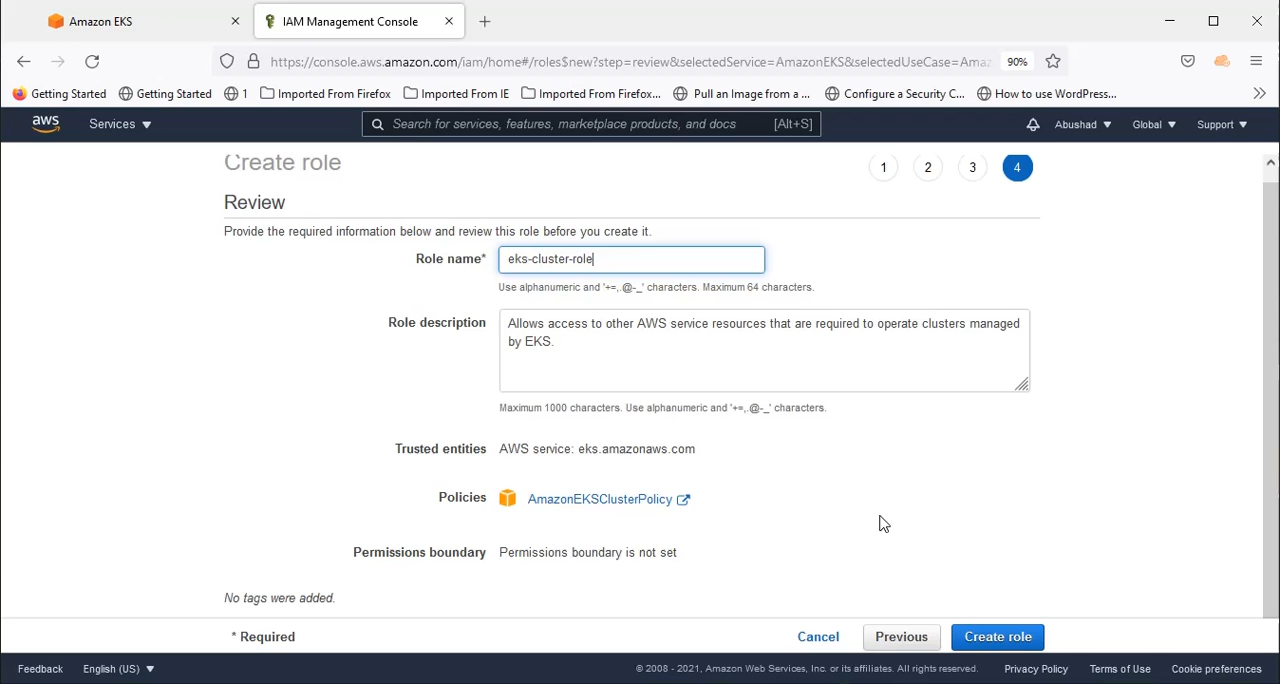 Amazon EKS
IAM Management Console
https://console.aws.amazon.com/iam/home#/roles$new?step=review&selectedService=AmazonEKS&selectedUseCase=Amaz
90%
Getting Started
Getting Started
1
Imported From Firefox
Imported From IE
Imported From Firefox...
Pull an Image from a ...
Configure a Security C...
How to use WordPress...
aws
Services
Search for services, features, marketplace products, and docs
[Alt+S]
Abushad
Global
Support
Create role
1
2
3
4
Review
Provide the required information below and review this role before you create it.
Role name*
eks-cluster-role
Use alphanumeric and '+=,.@-_' characters. Maximum 64 characters.
Role description
Allows access to other AWS service resources that are required to operate clusters managed
by EKS.
Maximum 1000 characters. Use alphanumeric and '+=,.@-_' characters.
Trusted entities
AWS service: eks.amazonaws.com
Policies
AmazonEKSClusterPolicy
Permissions boundary
Permissions boundary is not set
No tags were added.
* Required
Cancel
Previous
Create role
Feedback
English (US)
© 2008 - 2021, Amazon Web Services, Inc. or its affiliates. All rights reserved.
Privacy Policy
Terms of Use
Cookie preferences